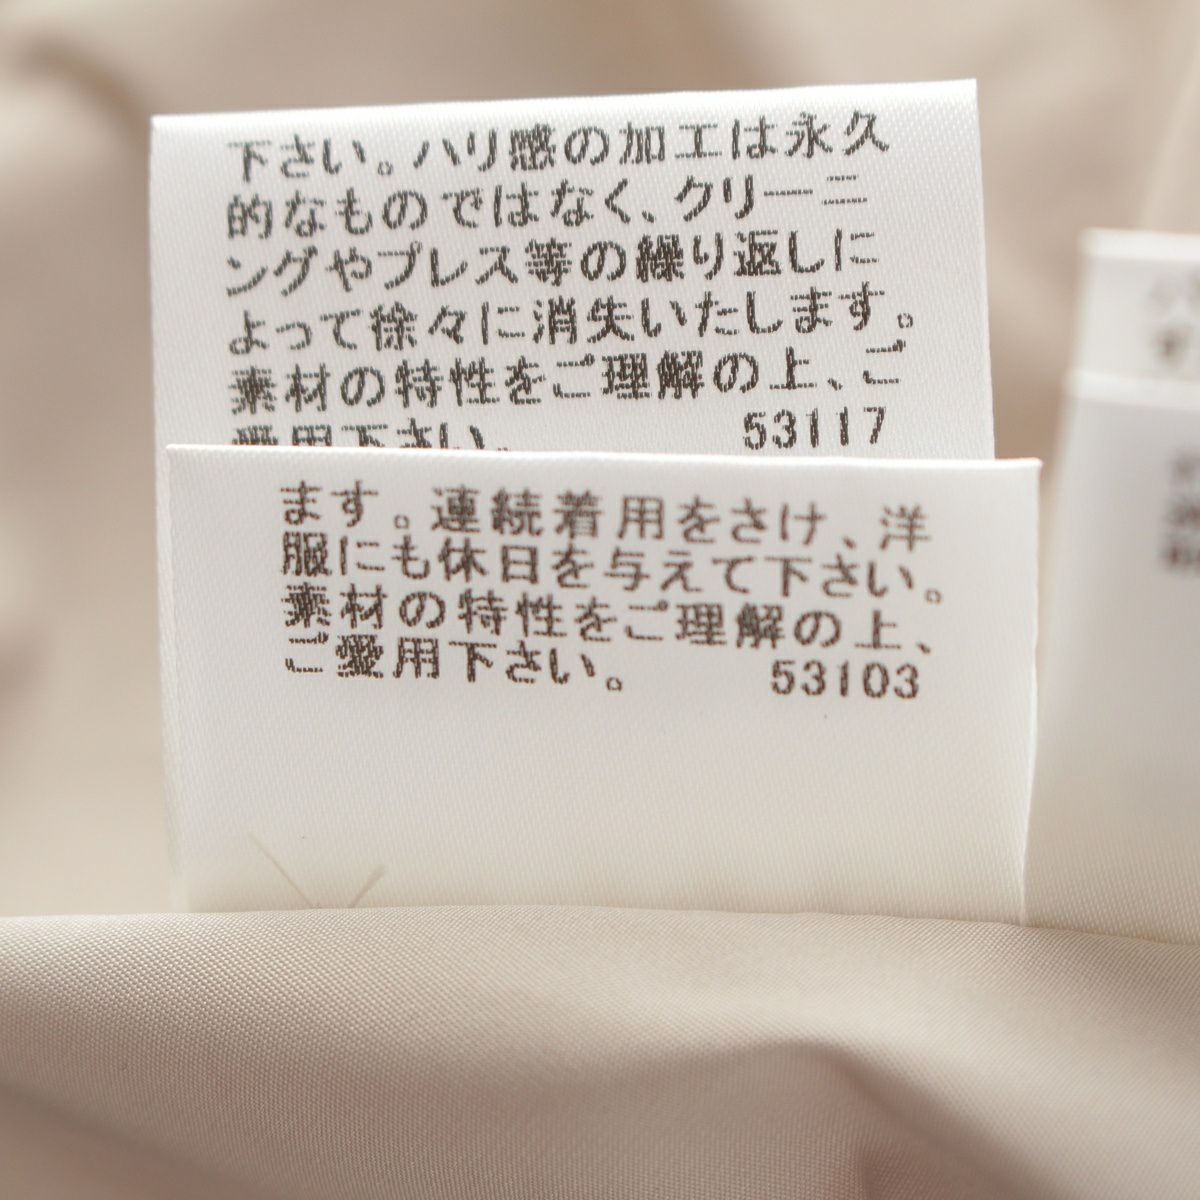 下さい。ハリ感の加工は永久
的なものではなく、クリーニ
ングやプレス等の繰り返しに
よって徐々に消失いたします。
素材の特性をご理解の上、ご
愛用下さい。 53117
ます。連続着用をさけ、洋
服にも休日を与えて下さい。
素材の特性をご理解の上、
ご愛用下さい。 53103